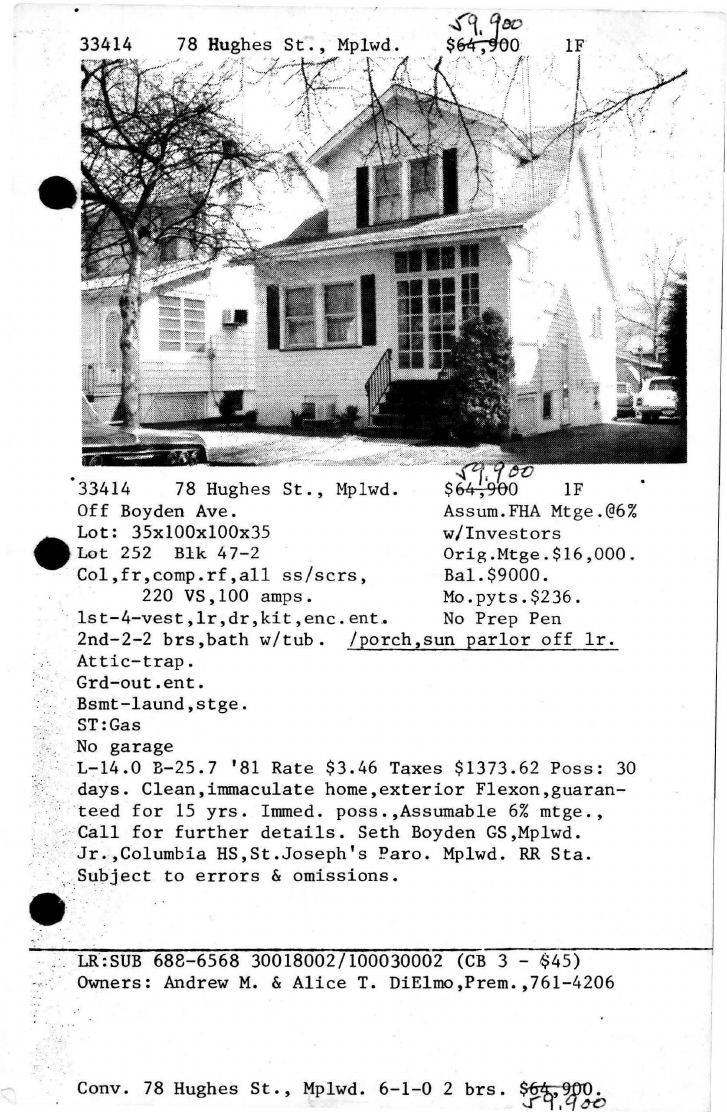 59,900
33414 78 Hughes St., Mplwd. $64,900 1F
59,900
33414 78 Hughes St., Mplwd. $64,900 1F
Off Boyden Ave. Assum.FHA Mtge.@6%
Lot: 35x100x100x35 w/Investors
Lot 252 Blk 47-2 Orig.Mtge.$16,000.
Col,fr,comp.rf,all ss/scrs, Bal.$9000.
220 VS,100 amps. Mo.pyts.$236.
1st-4-vest,lr,dr,kit,enc.ent. No Prep Pen
2nd-2-2 brs,bath w/tub. /porch,sun parlor off lr.
Attic-trap.
Grd-out.ent.
Bsmt-laund,stge.
ST:Gas
No garage
L-14.0 B-25.7 '81 Rate $3.46 Taxes $1373.62 Poss: 30
days. Clean,immaculate home,exterior Flexon,guaran-
teed for 15 yrs. Immed. poss.,Assumable 6% mtge.,
Call for further details. Seth Boyden GS,Mplwd.
Jr.,Columbia HS,St.Joseph's Paro. Mplwd. RR Sta.
Subject to errors & omissions.
LR:SUB 688-6568 30018002/100030002 (CB 3 - $45)
Owners: Andrew M. & Alice T. DiElmo,Prem.,761-4206
Conv. 78 Hughes St., Mplwd. 6-1-0 2 brs. $64,900.
59,900